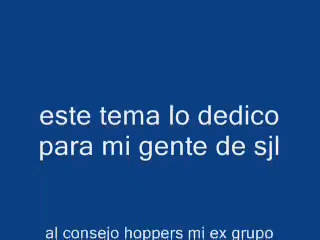 este tema lo dedico
para mi gente de sjl
al consejo hoppers mi ex grupo